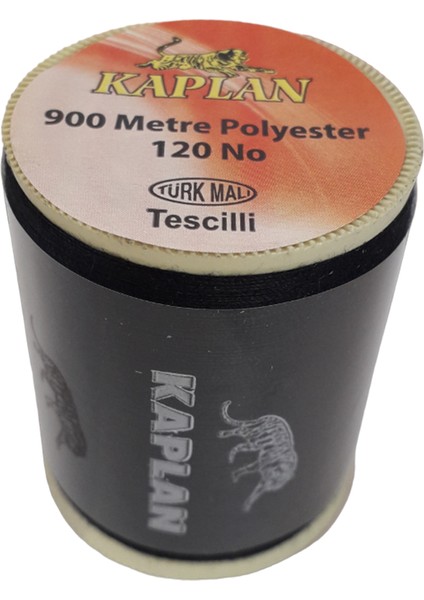 KAPLAN
900 Metre Polyester
120 No
TÜRK MALI
Tescilli
KAPLAN